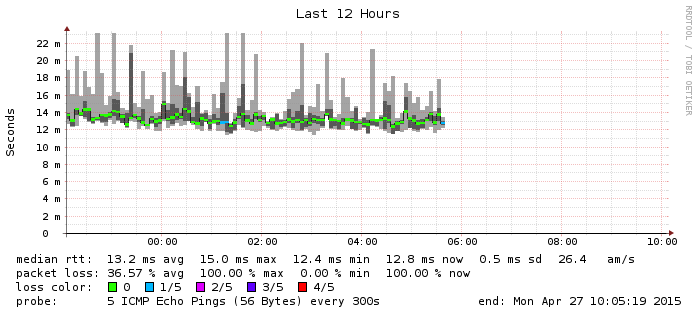 Last 12 Hours
RRDTOOL / TOBI OETIKER
Seconds
22 m
20 m
18 m
16 m
14 m
12 m
10 m
8 m
6 m
4 m
2 m
0
00:00 02:00 04:00 06:00 08:00 10:00
median rtt: 13.2 ms avg 15.0 ms max 12.4 ms min 12.8 ms now 0.5 ms sd 26.4 am/s
packet loss: 36.57 % avg 100.00 % max 0.00 % min 100.00 % now
loss color: 0 1/5 2/5 3/5 4/5
probe: 5 ICMP Echo Pings (56 Bytes) every 300s end: Mon Apr 27 10:05:19 2015